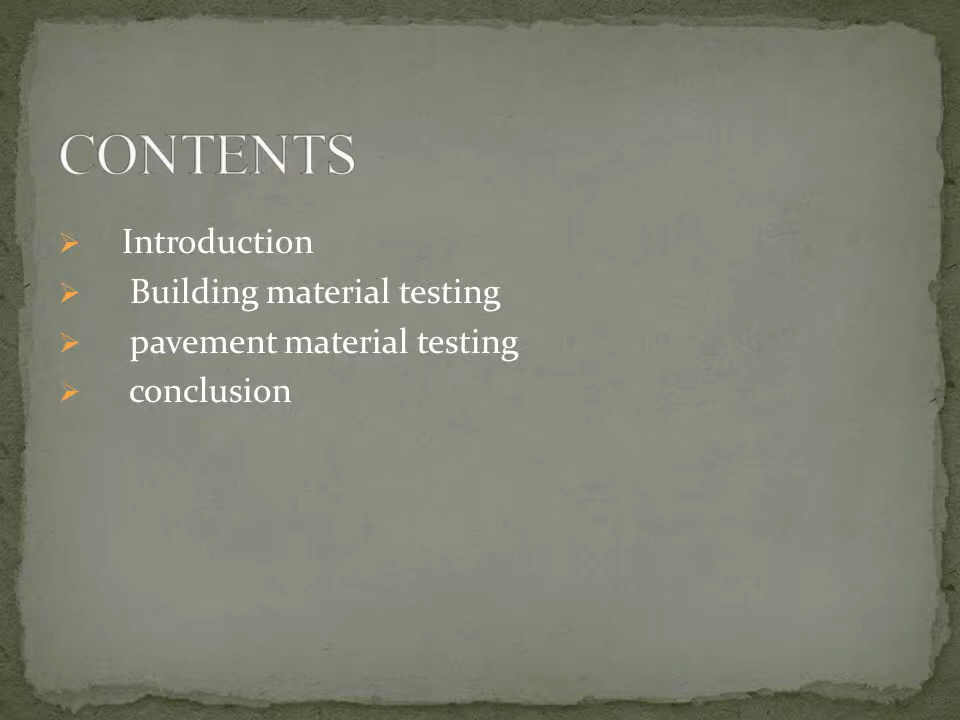 CONTENTS
➢ Introduction
➢ Building material testing
➢ pavement material testing
➢ conclusion